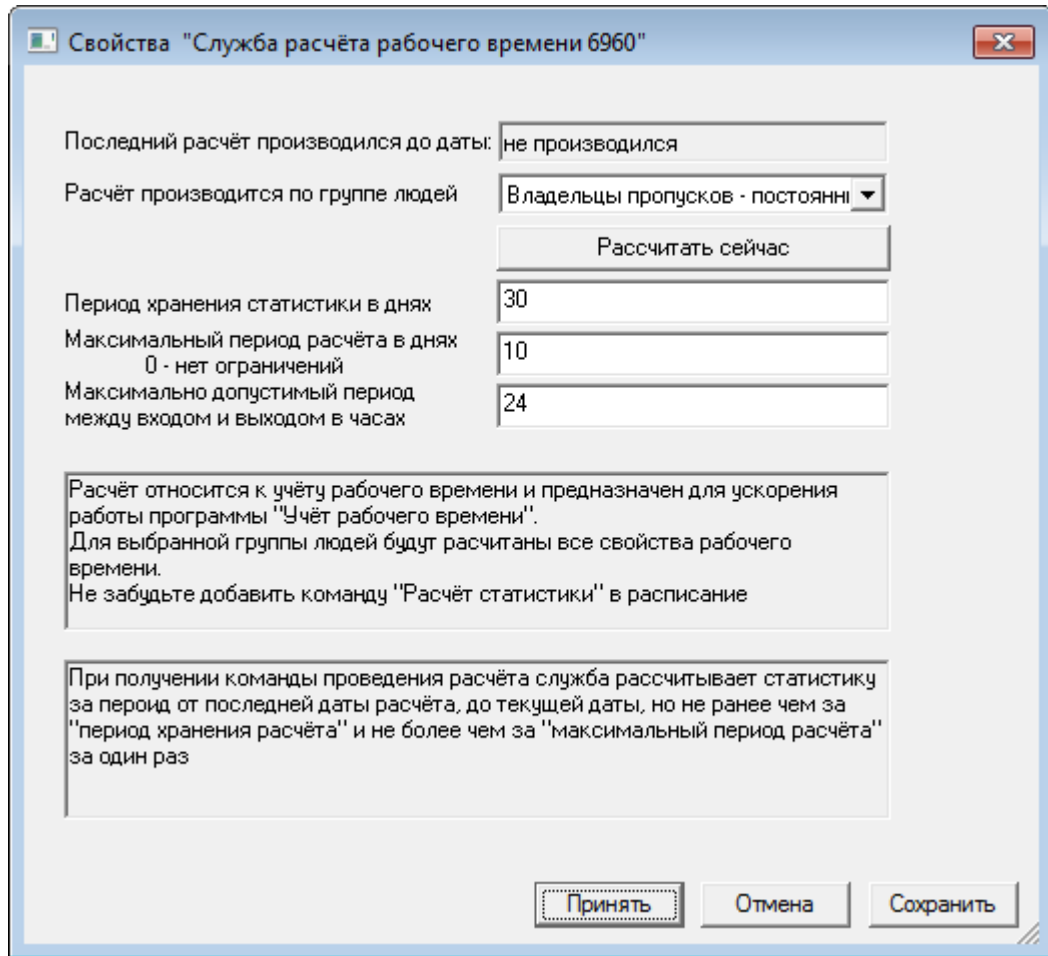 Свойства "Служба расчёта рабочего времени 6960"
Последний расчёт производился до даты: не производился
Расчёт производится по группе людей Владельцы пропусков - постоянн
Рассчитать сейчас
Период хранения статистики в днях 30
Максимальный период расчёта в днях 10
0 - нет ограничений
Максимально допустимый период 24
между входом и выходом в часах
Расчёт относится к учёту рабочего времени и предназначен для ускорения
работы программы "Учёт рабочего времени".
Для выбранной группы людей будут расчитаны все свойства рабочего
времени.
Не забудьте добавить команду "Расчёт статистики" в расписание
При получении команды проведения расчёта служба рассчитывает статистику
за пероид от последней даты расчёта, до текущей даты, но не ранее чем за
"период хранения расчёта" и не более чем за "максимальный период расчёта"
за один раз
Принять Отмена Сохранить